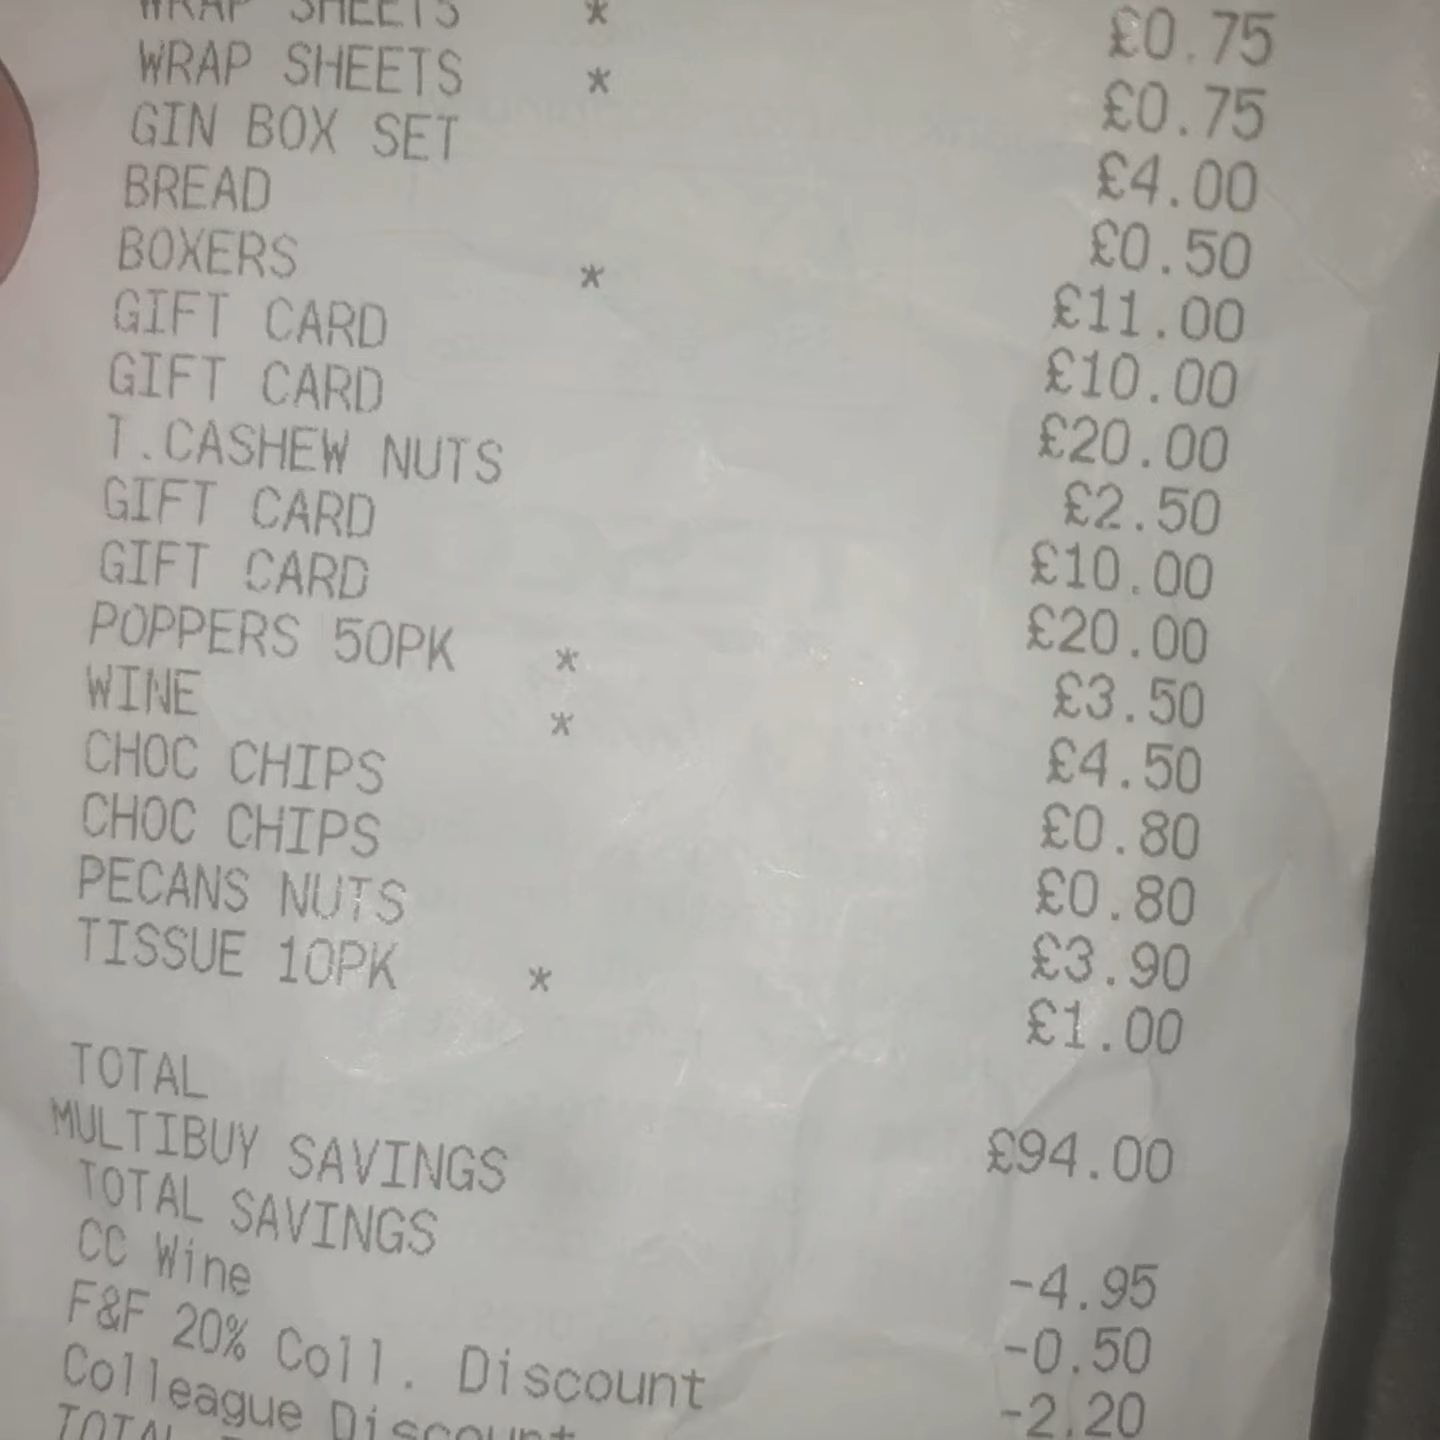 WRAP SHEETS * £0.75
WRAP SHEETS * £0.75
GIN BOX SET £4.00
BREAD £0.50
BOXERS * £11.00
GIFT CARD £10.00
GIFT CARD £20.00
T.CASHEW NUTS £2.50
GIFT CARD £10.00
GIFT CARD £20.00
POPPERS 50PK * £3.50
WINE * £4.50
CHOC CHIPS £0.80
CHOC CHIPS £0.80
PECANS NUTS £3.90
TISSUE 10PK * £1.00
TOTAL £94.00
MULTIBUY SAVINGS
TOTAL SAVINGS -4.95
CC Wine -0.50
F&F 20% Coll. Discount -2.20
Colleague Discount
TOTAL